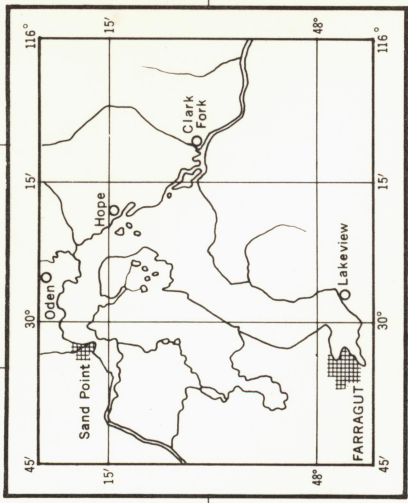 45' 30' 15' 116°
Oden
Sand Point
Hope
15' 15'
Clark
Fork
48° 48°
Lakeview
FARRAGUT
45' 30' 15' 116°